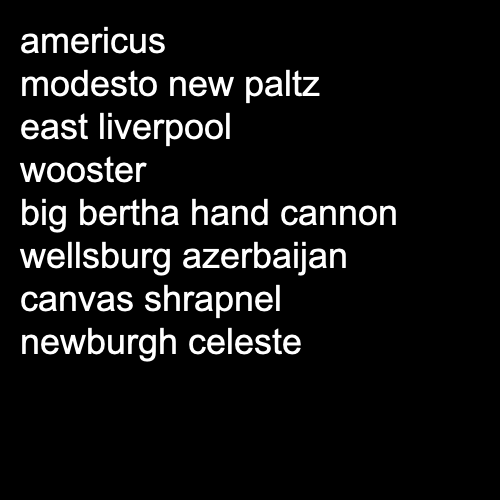 americus
modesto new paltz
east liverpool
wooster
big bertha hand cannon
wellsburg azerbaijan
canvas shrapnel
newburgh celeste